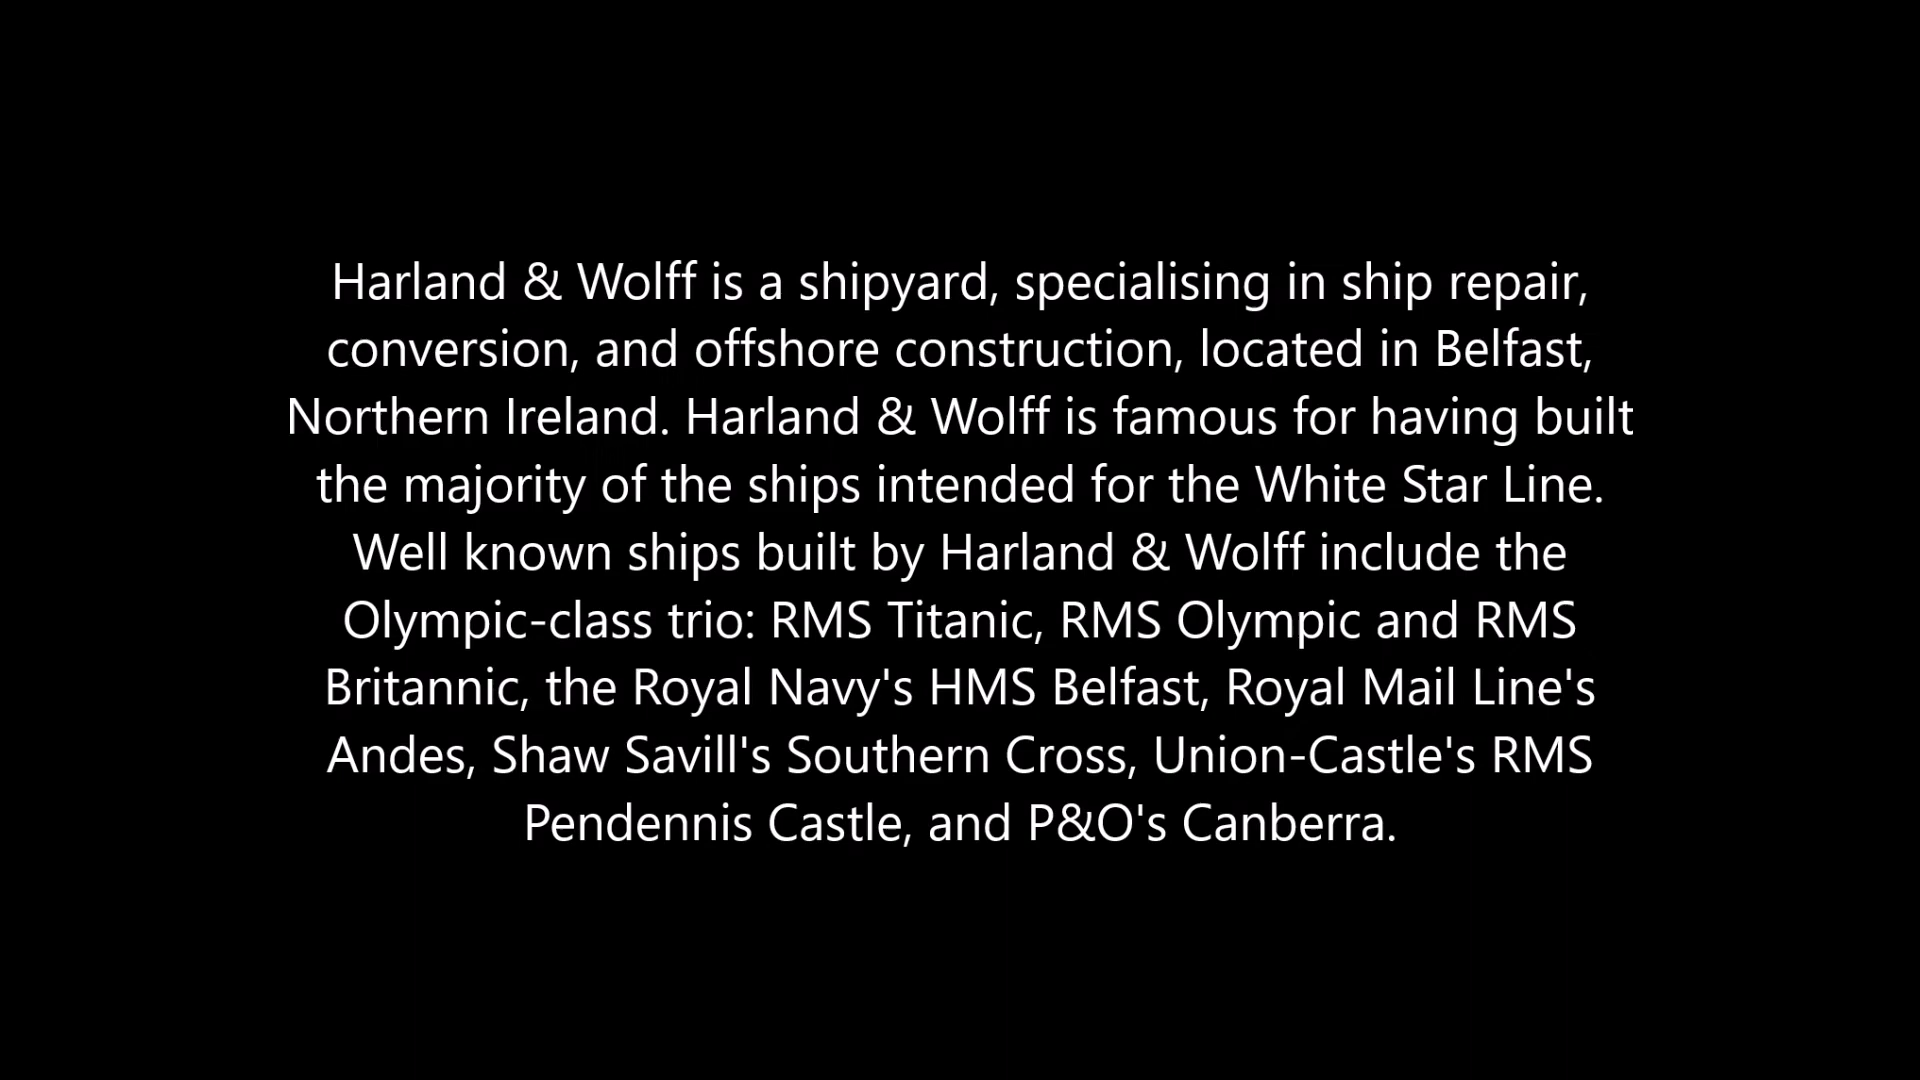 Harland & Wolff is a shipyard, specialising in ship repair,
conversion, and offshore construction, located in Belfast,
Northern Ireland. Harland & Wolff is famous for having built
the majority of the ships intended for the White Star Line.
Well known ships built by Harland & Wolff include the
Olympic-class trio: RMS Titanic, RMS Olympic and RMS
Britannic, the Royal Navy's HMS Belfast, Royal Mail Line's
Andes, Shaw Savill's Southern Cross, Union-Castle's RMS
Pendennis Castle, and P&O's Canberra.